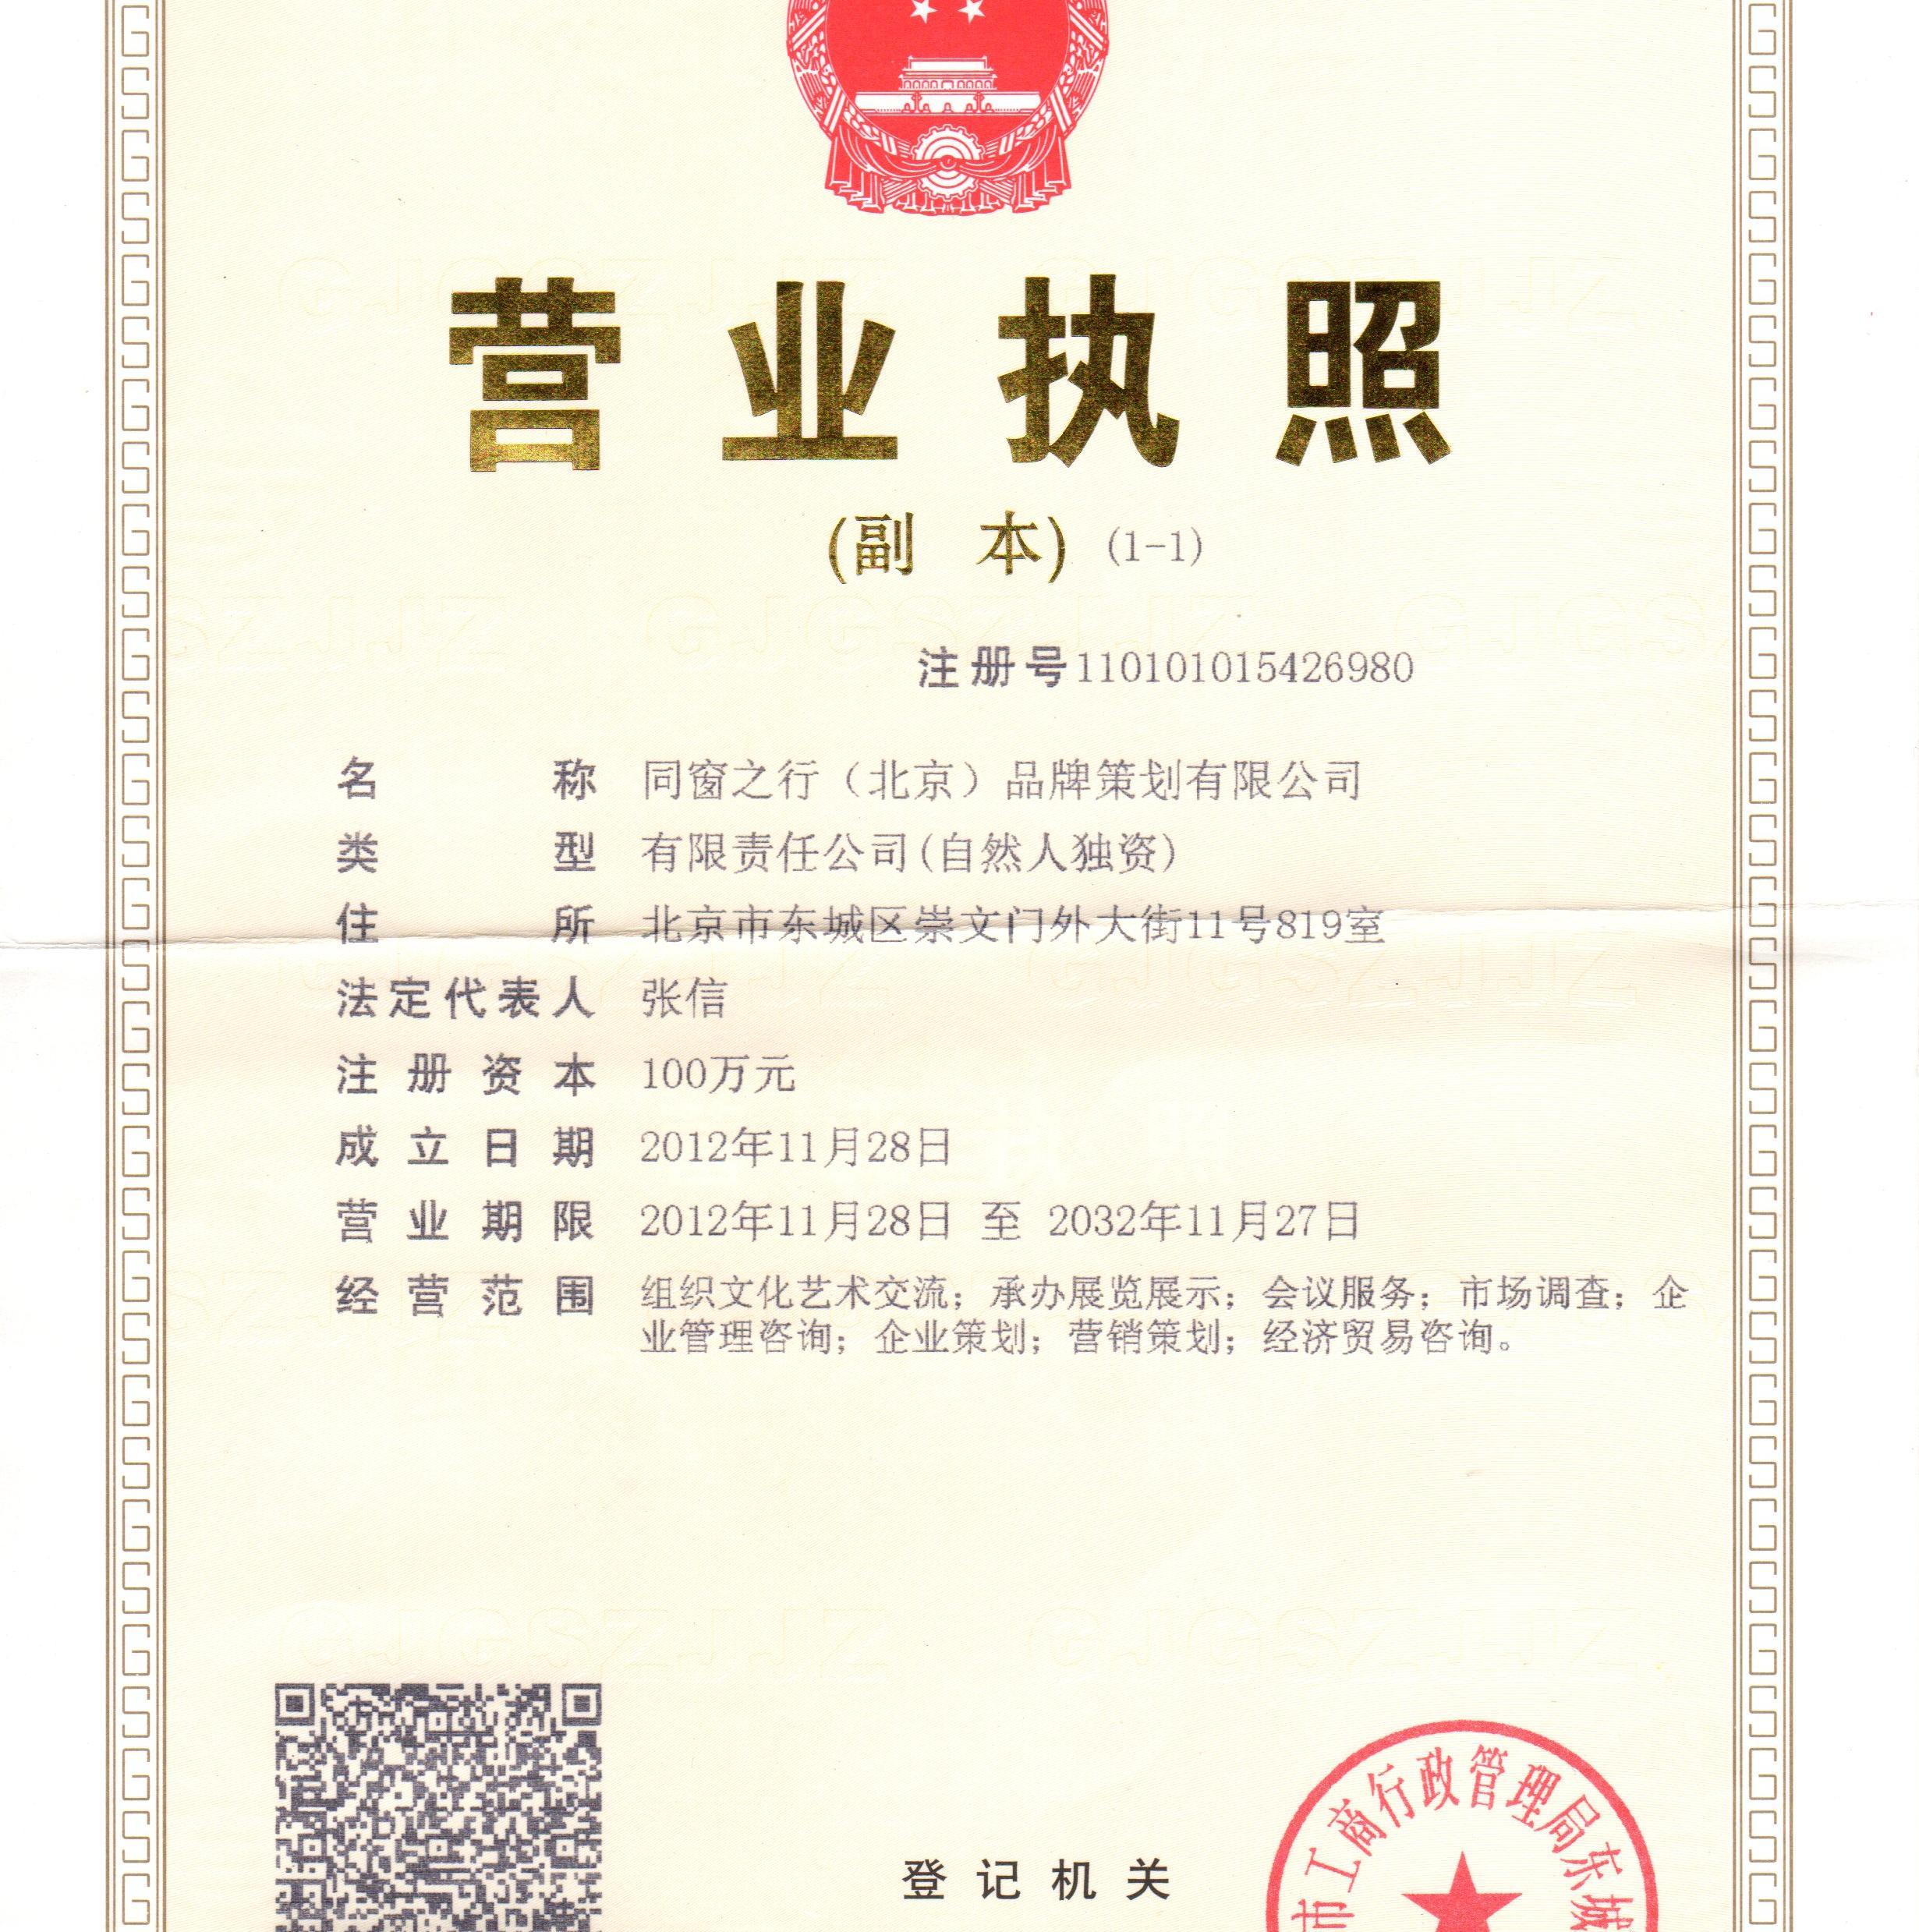 营业执照
(副 本) (1-1)
注册号110101015426980
名称 同窗之行（北京）品牌策划有限公司
类型 有限责任公司(自然人独资)
住所 北京市东城区崇文门外大街11号819室
法定代表人 张信
注册资本 100万元
成立日期 2012年11月28日
营业期限 2012年11月28日 至 2032年11月27日
经营范围 组织文化艺术交流；承办展览展示；会议服务；市场调查；企
业管理咨询；企业策划；营销策划；经济贸易咨询。
登记机关
市工商行政管理局东城